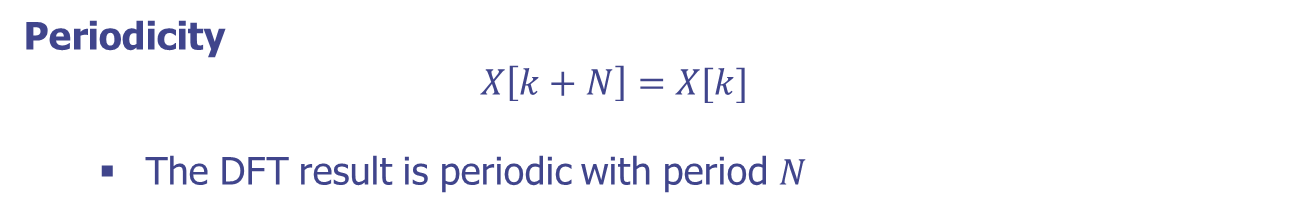 Periodicity
𝑋[𝑘 + 𝑁] = 𝑋[𝑘]
▪ The DFT result is periodic with period 𝑁